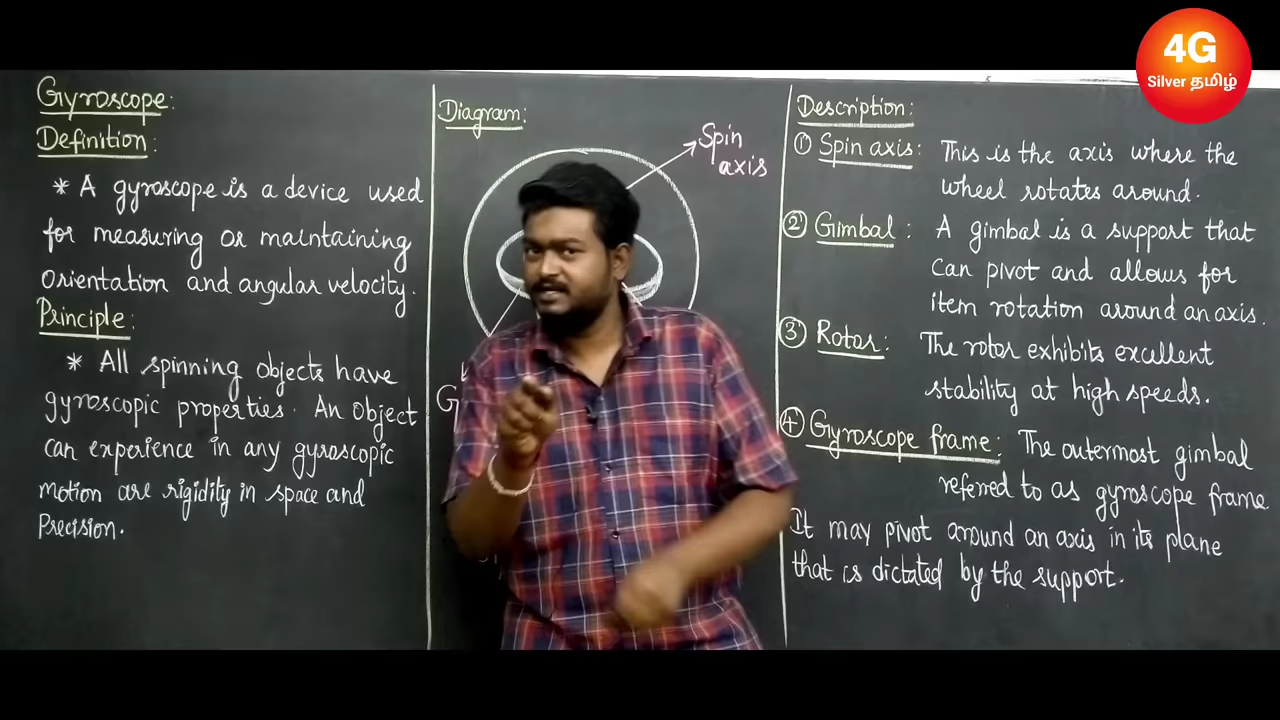 4G
Silver தமிழ்
Gyroscope:
Definition:
* A gyroscope is a device used
for measuring or maintaining
Orientation and angular velocity.
Principle:
* All spinning objects have
gyroscopic properties. An object
can experience in any gyroscopic
motion are rigidity in space and
Precision.
Diagram:
Spin
axis
Description:
① Spin axis: This is the axis where the
wheel rotates around.
② Gimbal: A gimbal is a support that
can pivot and allows for
item rotation around an axis.
③ Rotor: The rotor exhibits excellent
stability at high speeds.
④ Gyroscope frame: The outermost gimbal
referred to as gyroscope frame
It may pivot around an axis in its plane
that is dictated by the support.